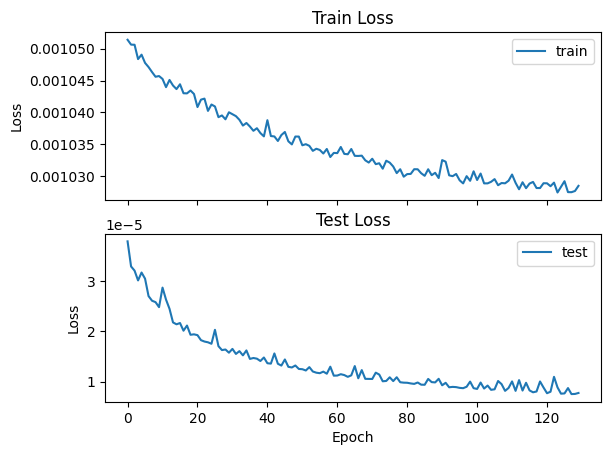 Train Loss
0.001050
0.001045
0.001040
0.001035
0.001030
Loss
train
1e−5
Test Loss
3
2
1
Loss
test
0
20
40
60
80
100
120
Epoch